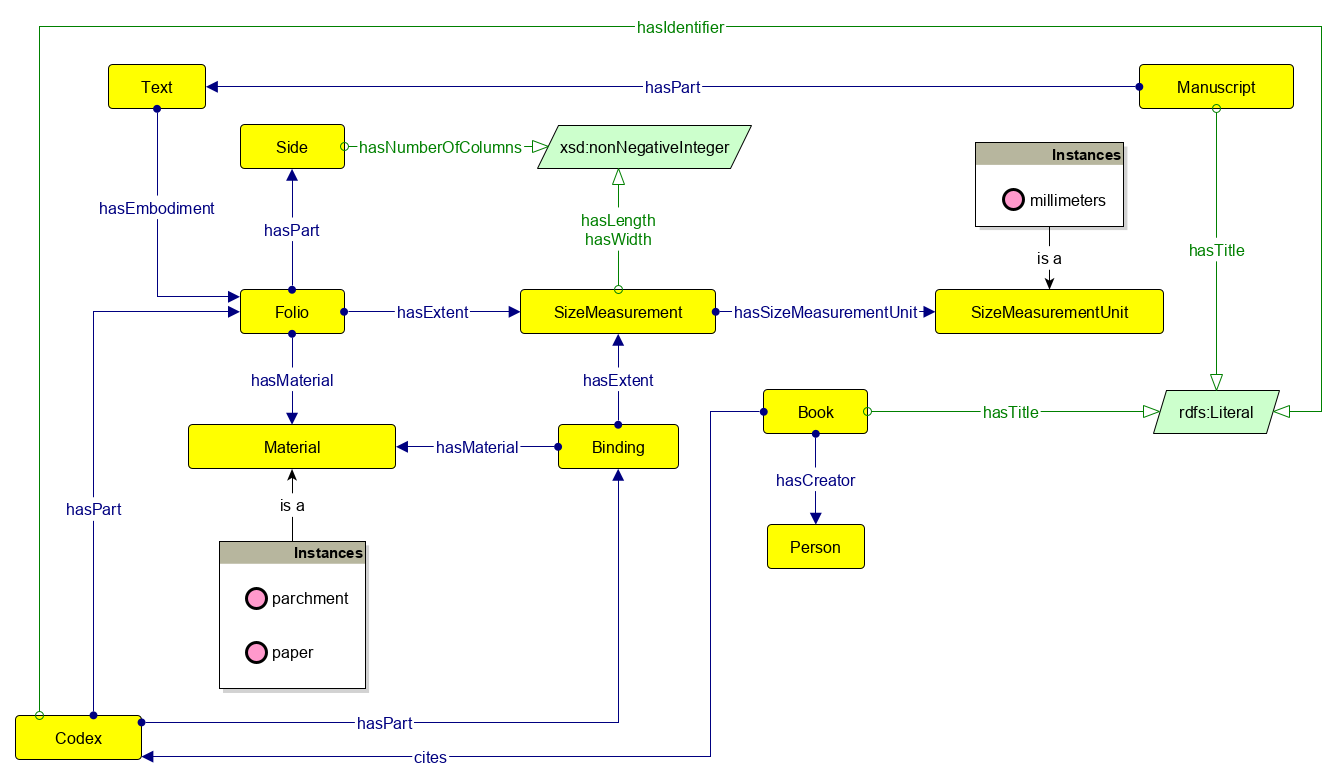 hasIdentifier
Text
hasPart
Manuscript
Side
hasNumberOfColumns
xsd:nonNegativeInteger
Instances
millimeters
hasEmbodiment
hasPart
hasLength
hasWidth
is a
hasTitle
Folio
hasExtent
SizeMeasurement
hasSizeMeasurementUnit
SizeMeasurementUnit
hasMaterial
hasExtent
Book
hasTitle
rdfs:Literal
Material
hasMaterial
Binding
hasCreator
hasPart
is a
Person
Instances
parchment
paper
Codex
hasPart
cites